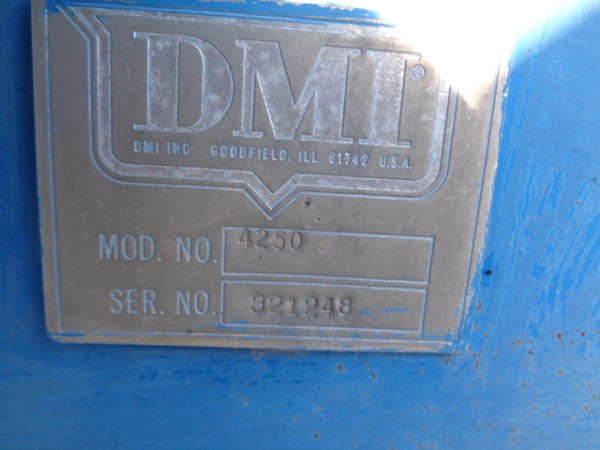 DMI®
DMI INC. GOODFIELD, ILL 61742 U.S.A.
MOD. NO. 4250
SER. NO. 321248